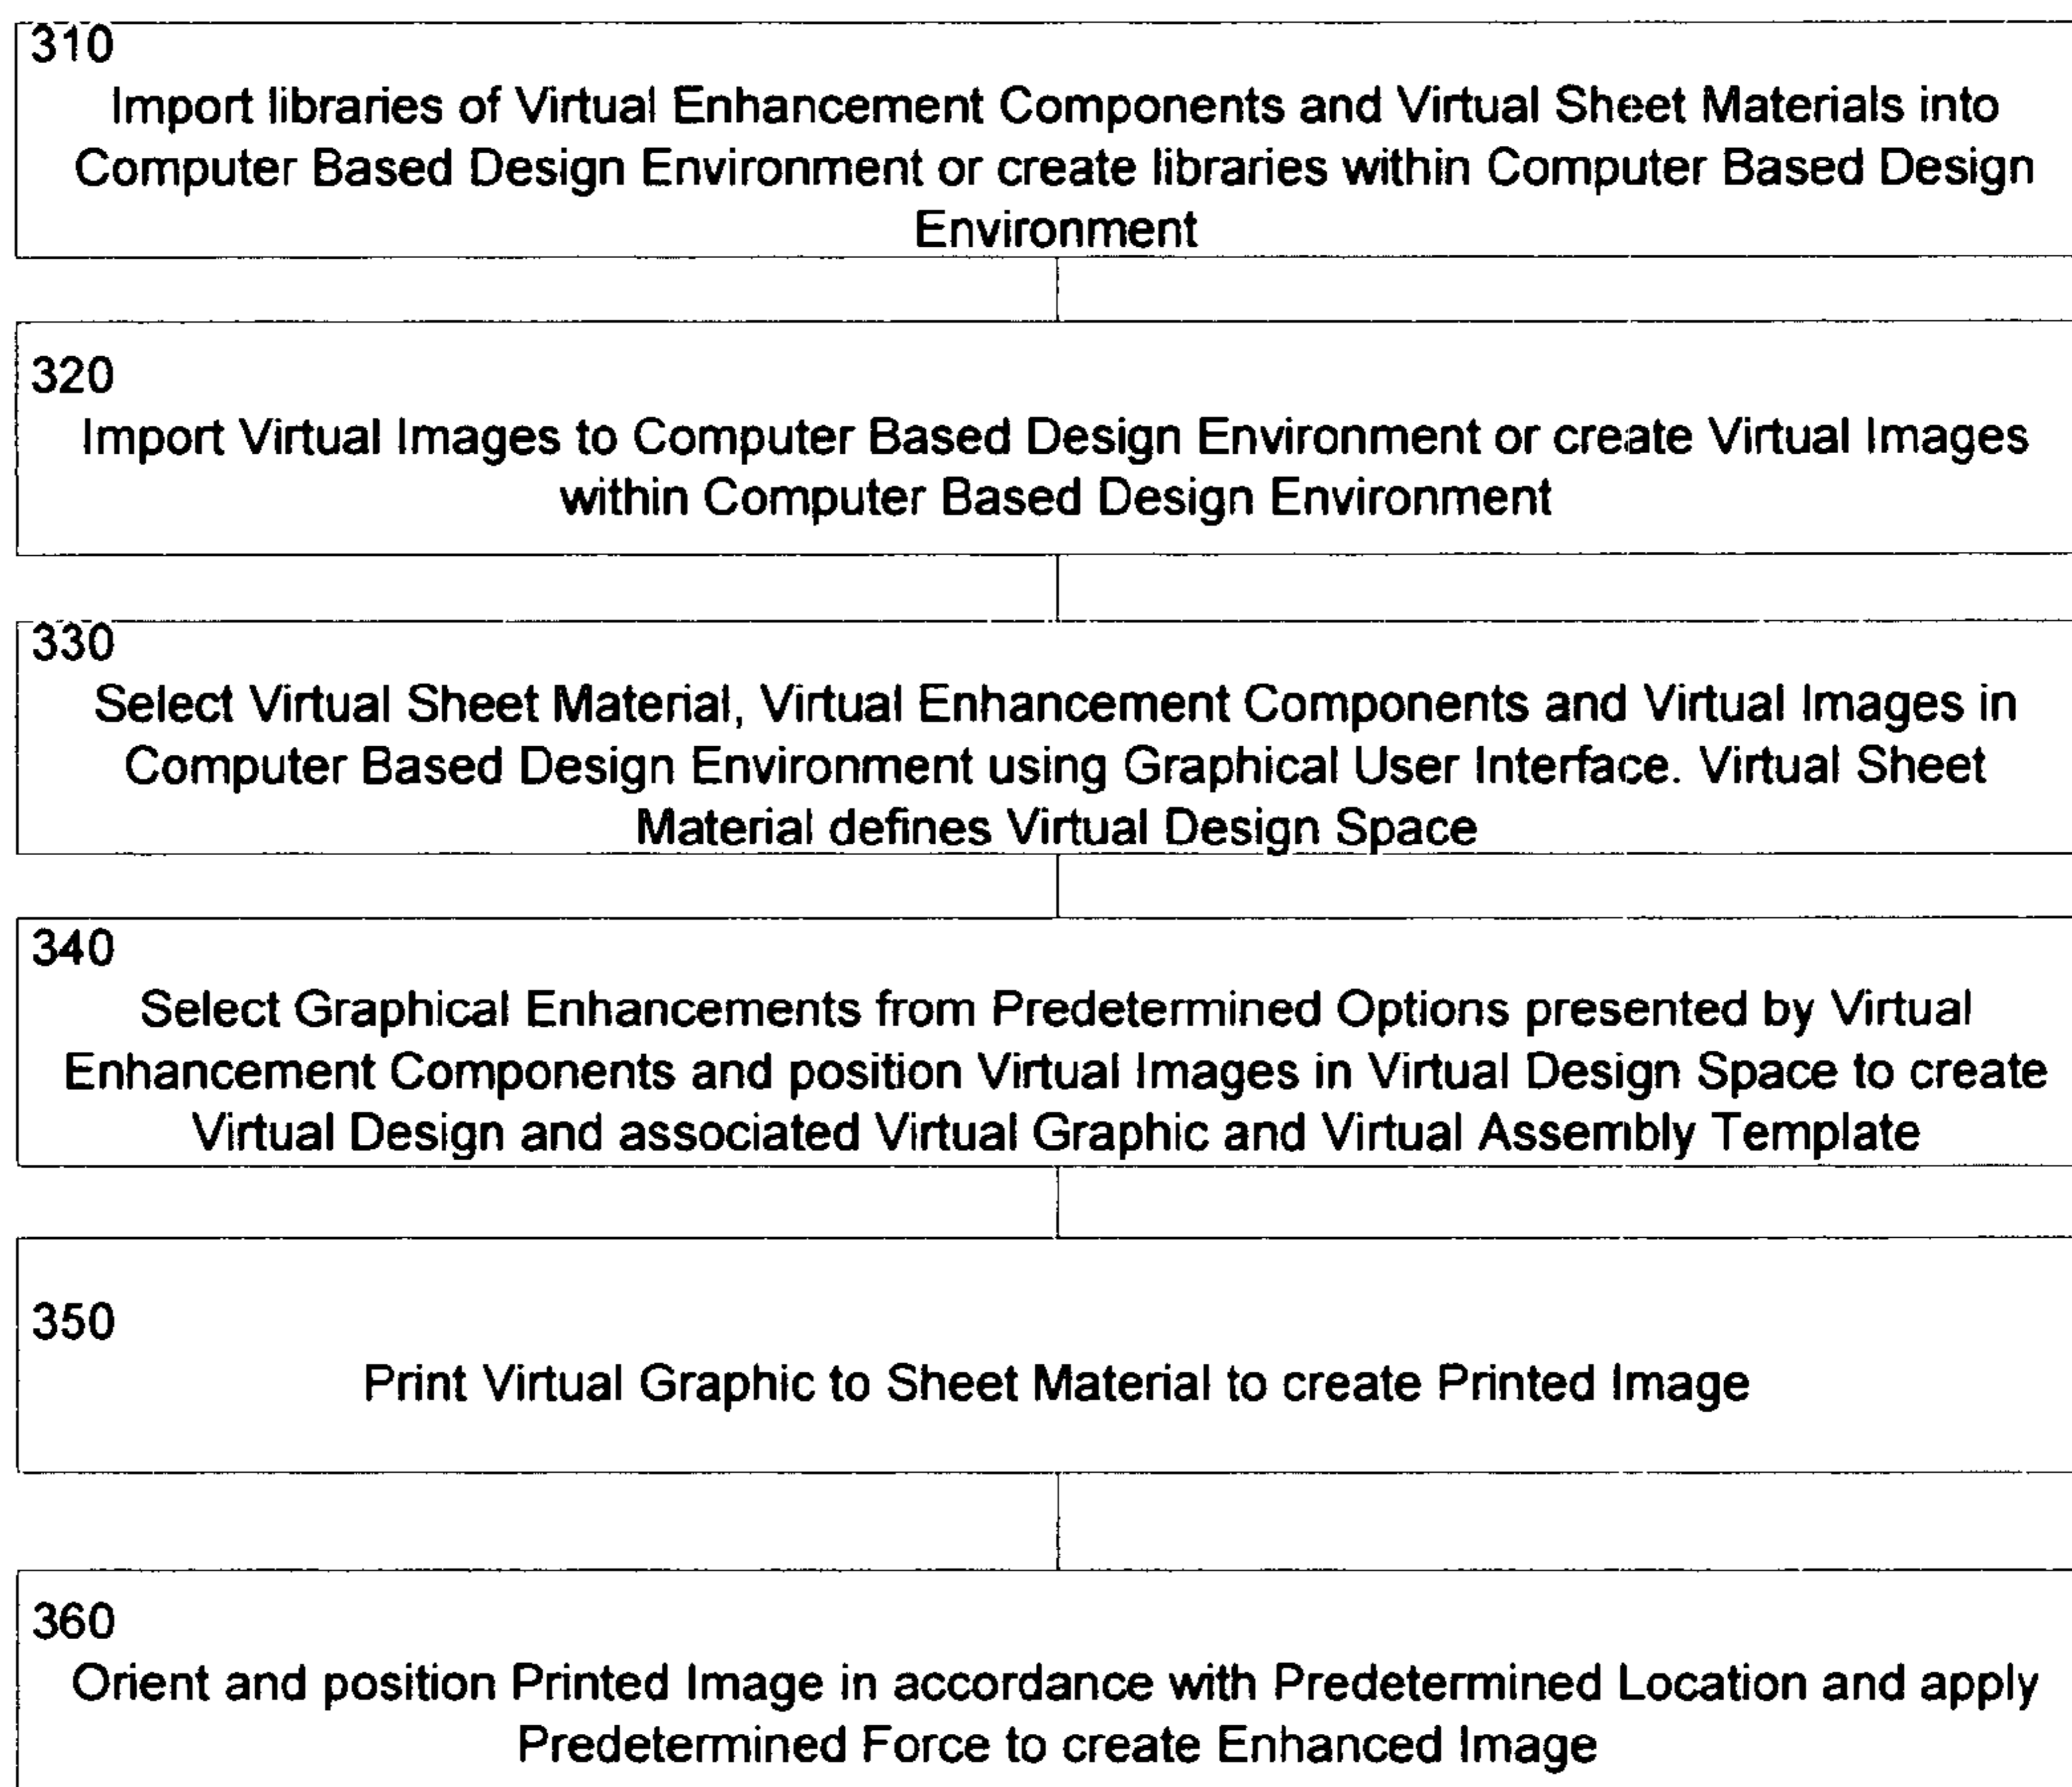 310
Import libraries of Virtual Enhancement Components and Virtual Sheet Materials into
Computer Based Design Environment or create libraries within Computer Based Design
Environment
320
Import Virtual Images to Computer Based Design Environment or create Virtual Images
within Computer Based Design Environment
330
Select Virtual Sheet Material, Virtual Enhancement Components and Virtual Images in
Computer Based Design Environment using Graphical User Interface. Virtual Sheet
Material defines Virtual Design Space
340
Select Graphical Enhancements from Predetermined Options presented by Virtual
Enhancement Components and position Virtual Images in Virtual Design Space to create
Virtual Design and associated Virtual Graphic and Virtual Assembly Template
350
Print Virtual Graphic to Sheet Material to create Printed Image
360
Orient and position Printed Image in accordance with Predetermined Location and apply
Predetermined Force to create Enhanced Image